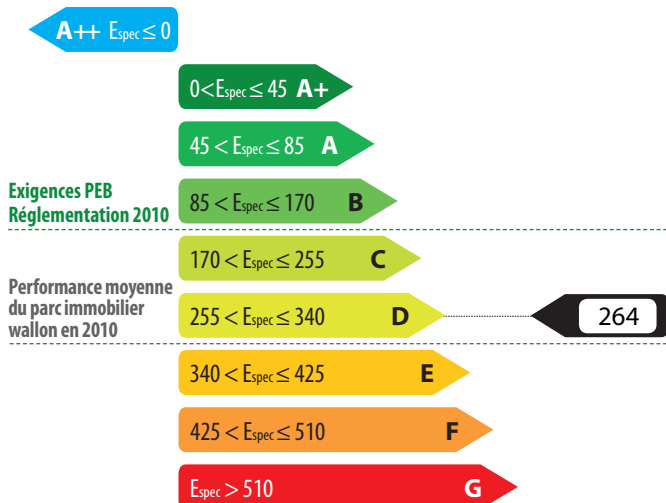 A++ Espec ≤ 0
0 < Espec ≤ 45 A+
45 < Espec ≤ 85 A
Exigences PEB
Réglementation 2010
85 < Espec ≤ 170 B
170 < Espec ≤ 255 C
Performance moyenne
du parc immobilier
wallon en 2010
255 < Espec ≤ 340 D
264
340 < Espec ≤ 425 E
425 < Espec ≤ 510 F
Espec > 510 G